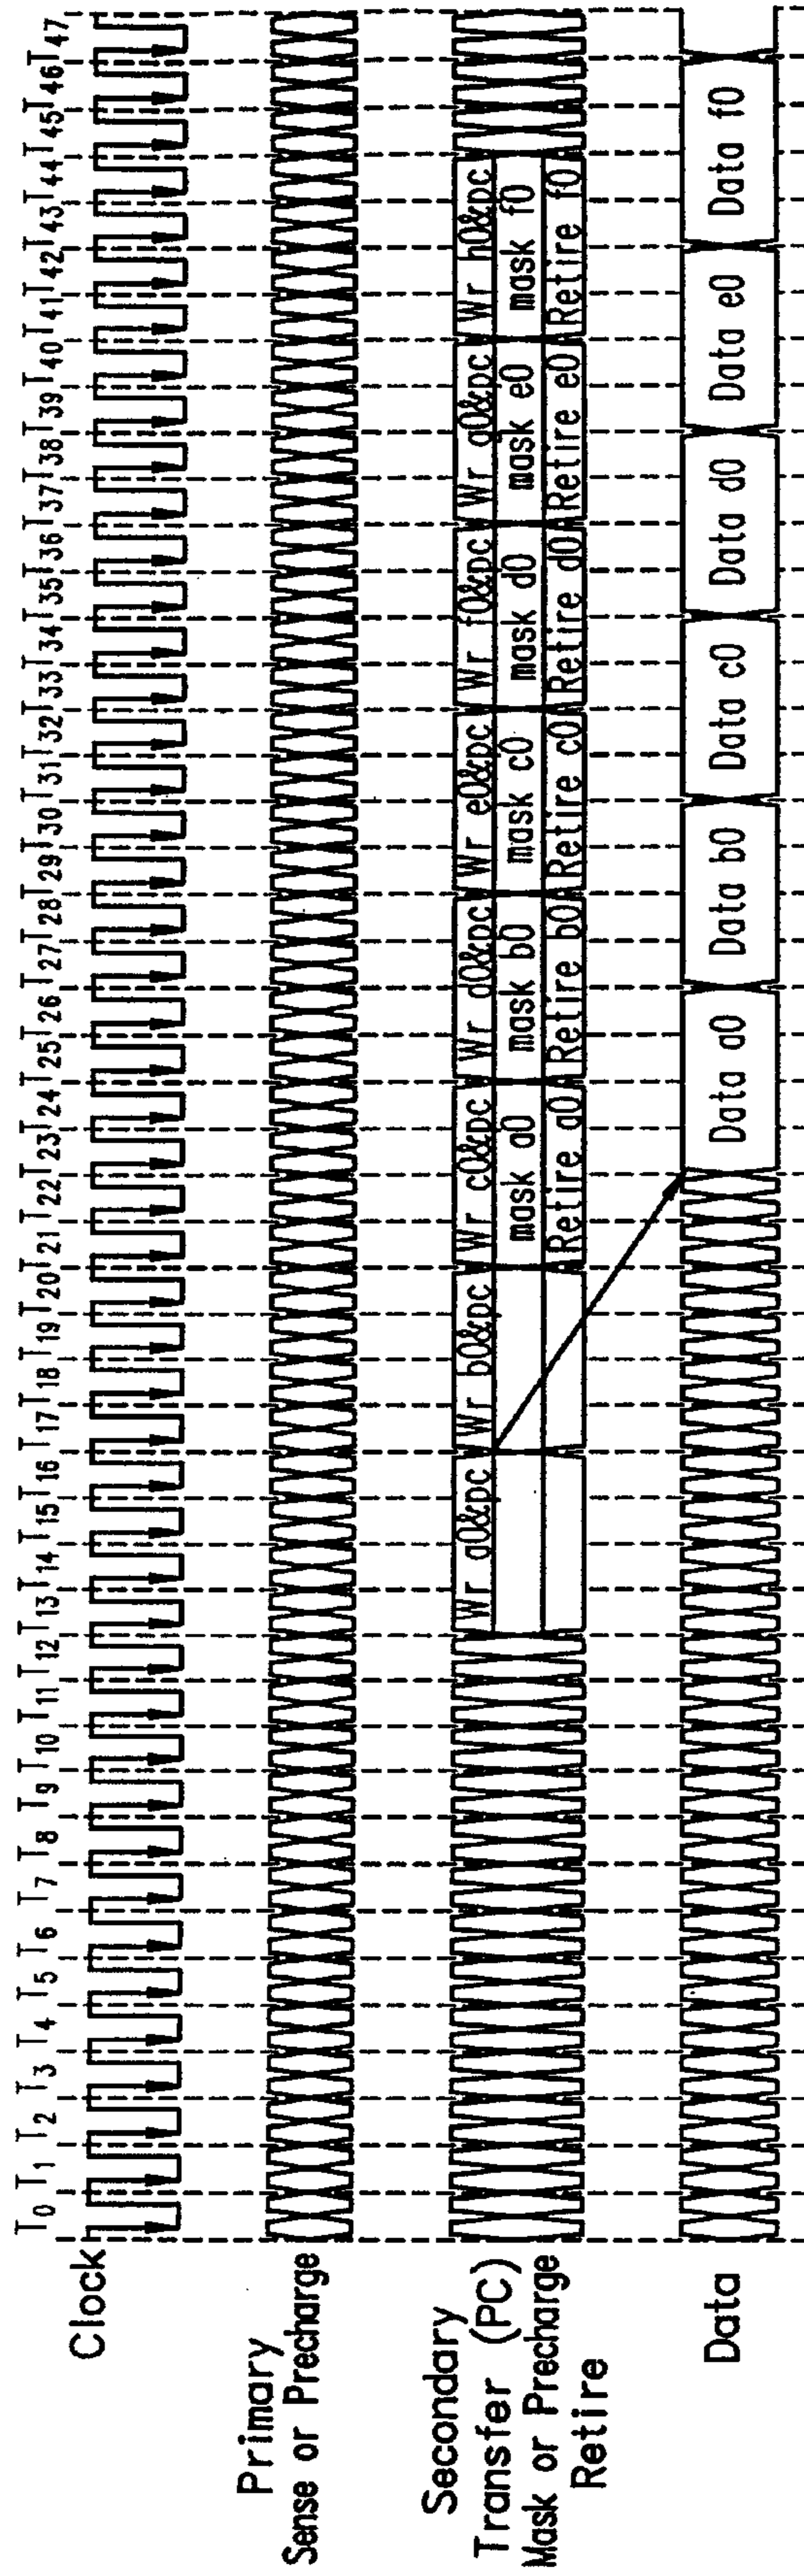 T0 T1 T2 T3 T4 T5 T6 T7 T8 T9 T10 T11 T12 T13 T14 T15 T16 T17 T18 T19 T20 T21 T22 T23 T24 T25 T26 T27 T28 T29 T30 T31 T32 T33 T34 T35 T36 T37 T38 T39 T40 T41 T42 T43 T44 T45 T46 T47
Clock
Primary
Sense or Precharge
Secondary
Transfer (PC)
Mask or Precharge
Retire
Wr a0&pc Wr b0&pc Wr c0&pc Wr d0&pc Wr e0&pc Wr f0&pc Wr g0&pc Wr h0&pc
mask a0 mask b0 mask c0 mask d0 mask e0 mask f0
Retire a0 Retire b0 Retire c0 Retire d0 Retire e0 Retire f0
Data
Data a0 Data b0 Data c0 Data d0 Data e0 Data f0